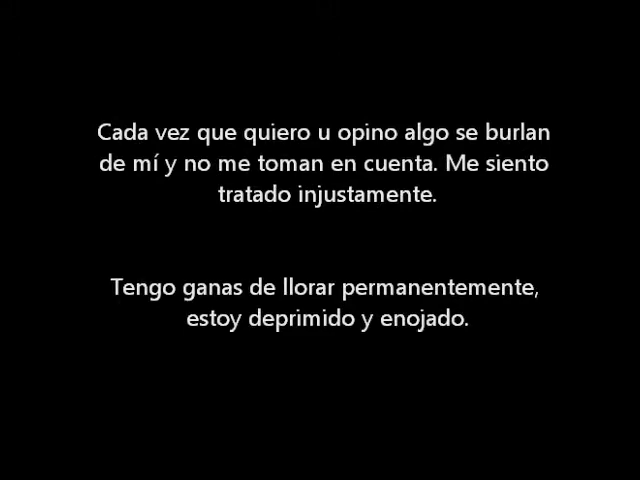 Cada vez que quiero u opino algo se burlan
de mí y no me toman en cuenta. Me siento
tratado injustamente.
Tengo ganas de llorar permanentemente,
estoy deprimido y enojado.